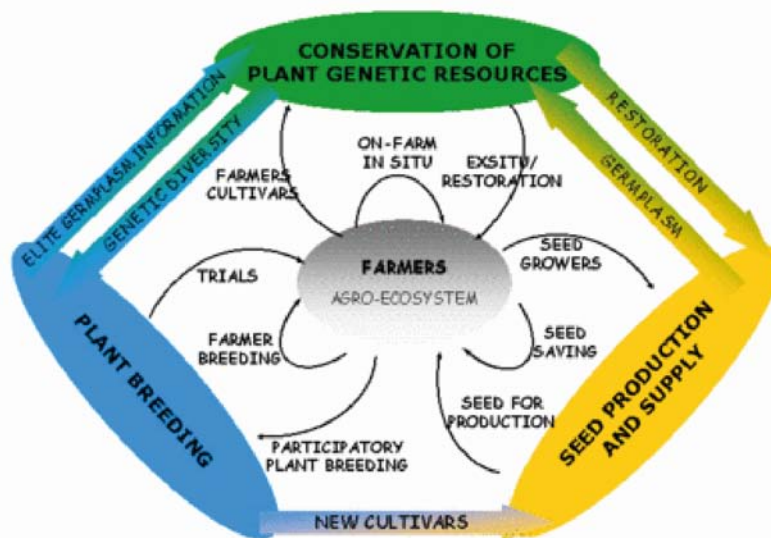 CONSERVATION OF
PLANT GENETIC RESOURCES
ELITE GERMPLASM INFORMATION
GENETIC DIVERSITY
RESTORATION
GERMPLASM
FARMERS
CULTIVARS
ON-FARM
IN SITU
EXSITU/
RESTORATION
TRIALS
FARMERS
AGRO-ECOSYSTEM
SEED
GROWERS
FARMER
BREEDING
SEED
SAVING
PLANT BREEDING
SEED PRODUCTION
AND SUPPLY
PARTICIPATORY
PLANT BREEDING
SEED FOR
PRODUCTION
NEW CULTIVARS